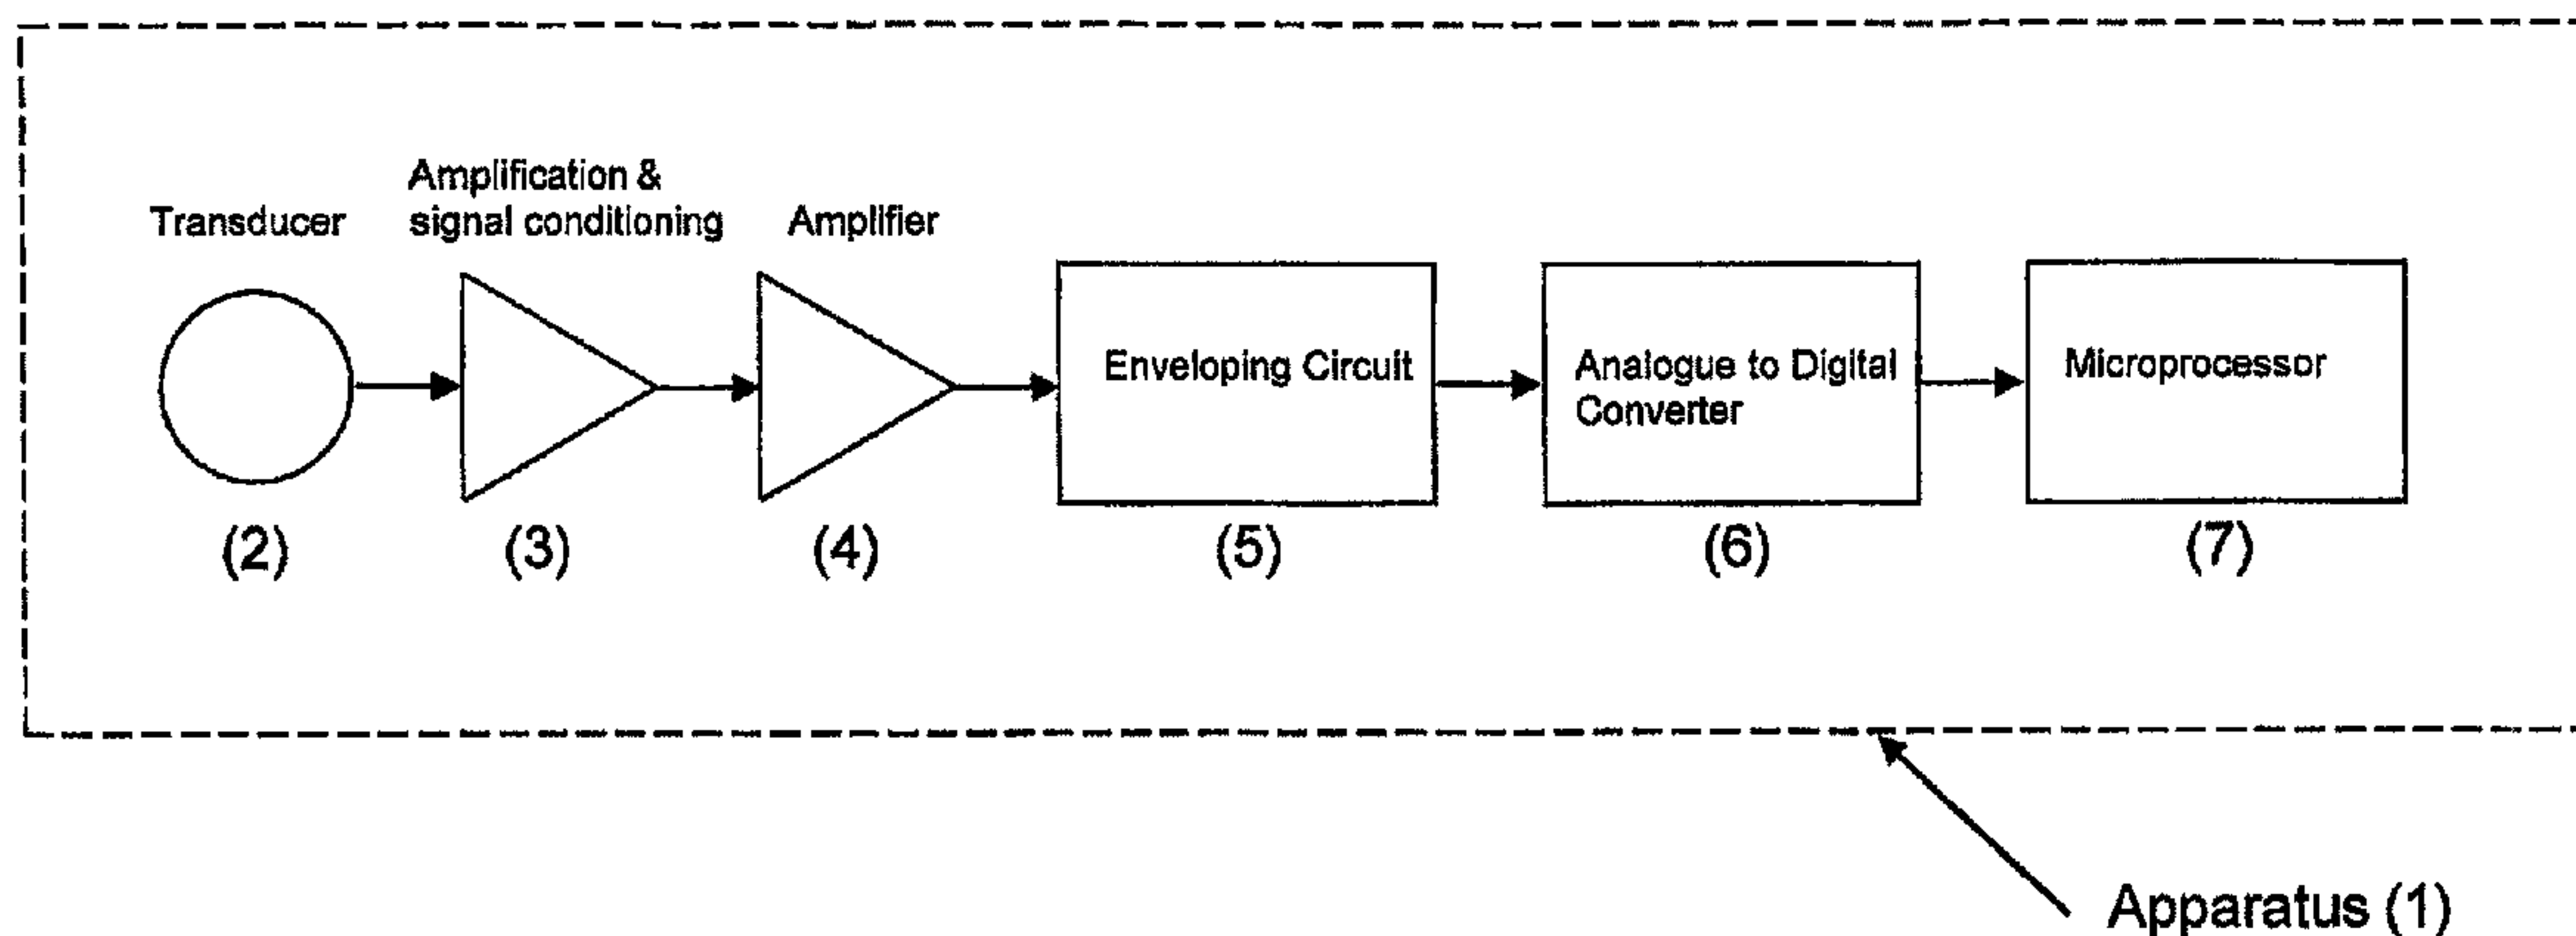 Amplification &
signal conditioning
Transducer
Amplifier
Enveloping Circuit
Analogue to Digital
Converter
Microprocessor
(2)
(3)
(4)
(5)
(6)
(7)
Apparatus (1)